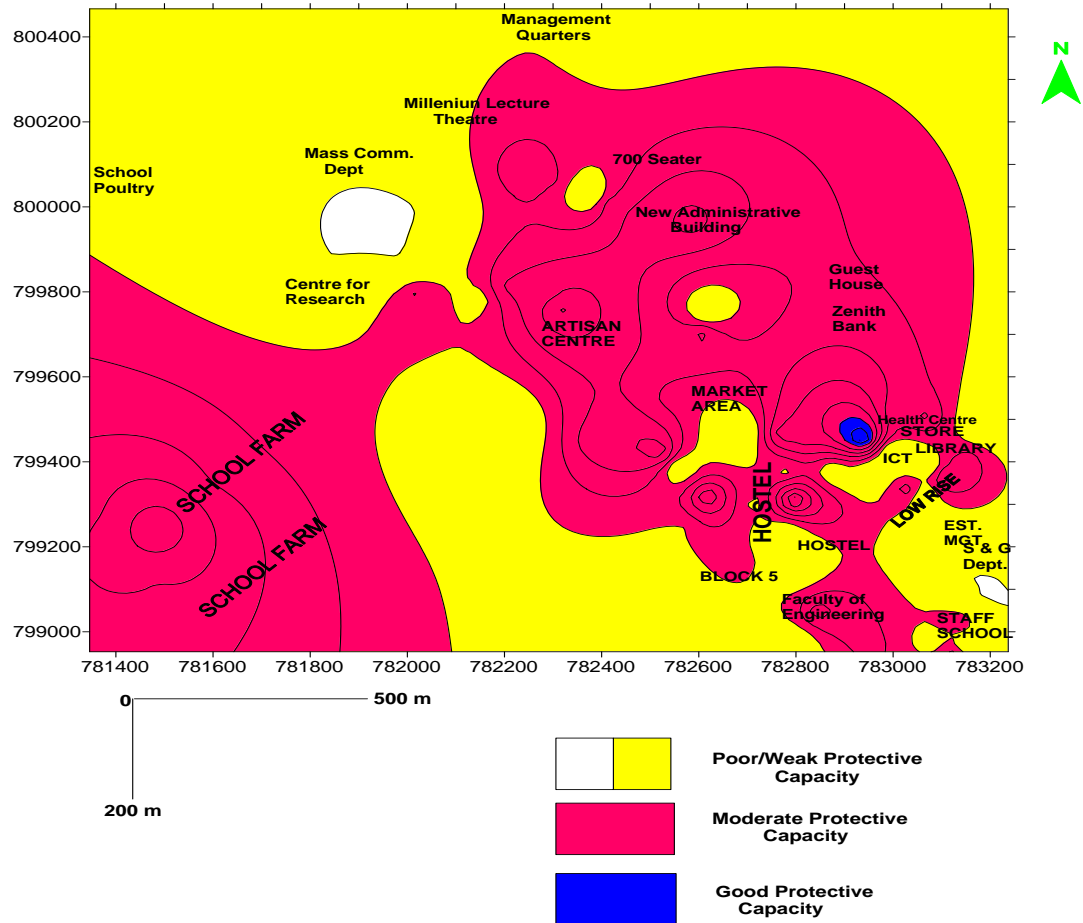 Management
Quarters
800400
N
Milleniun Lecture
Theatre
800200
Mass Comm.
Dept
700 Seater
School
Poultry
800000
New Administrative
Building
Centre for
Research
Guest
House
799800
Zenith
Bank
ARTISAN
CENTRE
799600
MARKET
AREA
SCHOOL FARM
Health Centre
STORE
LIBRARY
799400
ICT
HOSTEL
LOW RISE
SCHOOL FARM
EST.
MGT.
799200
HOSTEL
S & G
Dept.
BLOCK 5
Faculty of
Engineering
STAFF
SCHOOL
799000
781400 781600 781800 782000 782200 782400 782600 782800 783000 783200
0 500 m
200 m
Poor/Weak Protective
Capacity
Moderate Protective
Capacity
Good Protective
Capacity